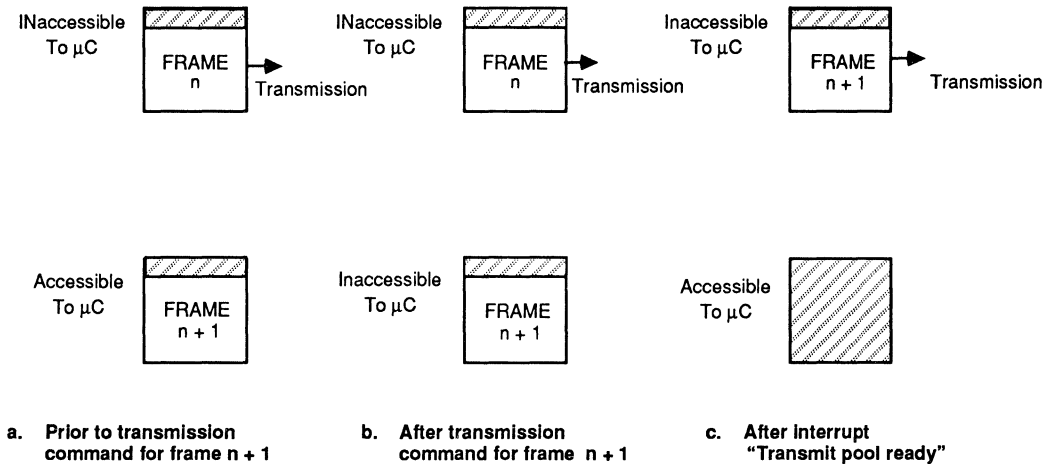 INaccessible
To μC
FRAME
n
Transmission
INaccessible
To μC
FRAME
n
Transmission
Inaccessible
To μC
FRAME
n + 1
Transmission
Accessible
To μC
FRAME
n + 1
Inaccessible
To μC
FRAME
n + 1
Accessible
To μC
a. Prior to transmission
command for frame n + 1
b. After transmission
command for frame n + 1
c. After interrupt
“Transmit pool ready”